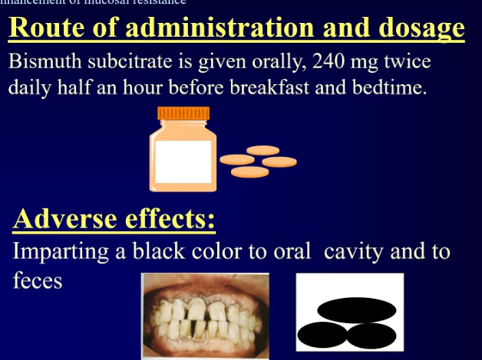 nhancement of mucosal resistance
Route of administration and dosage
Bismuth subcitrate is given orally, 240 mg twice
daily half an hour before breakfast and bedtime.
Adverse effects:
Imparting a black color to oral cavity and to
feces